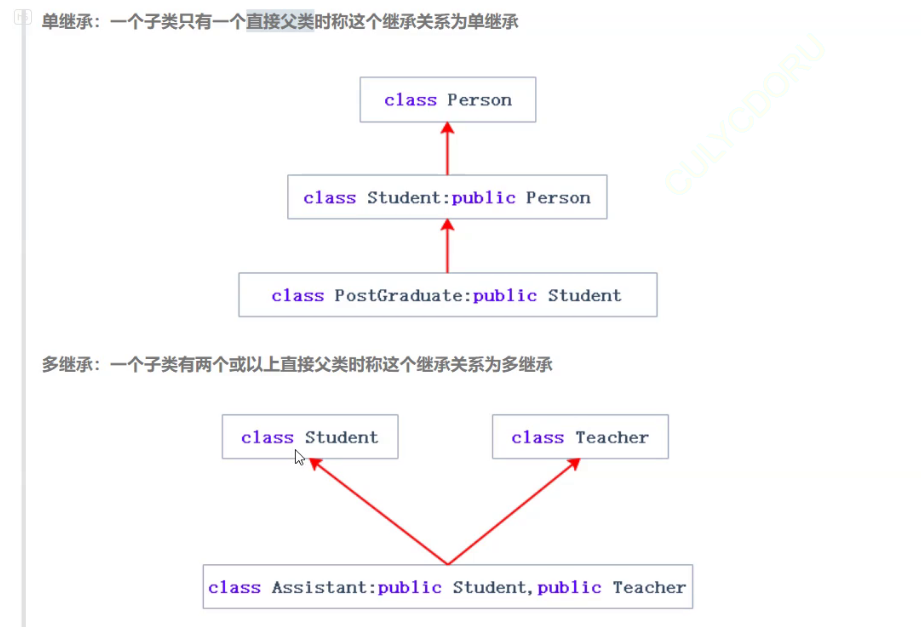 单继承：一个子类只有一个直接父类时称这个继承关系为单继承
class Person
class Student:public Person
class PostGraduate:public Student
多继承：一个子类有两个或以上直接父类时称这个继承关系为多继承
class Student
class Teacher
class Assistant:public Student,public Teacher